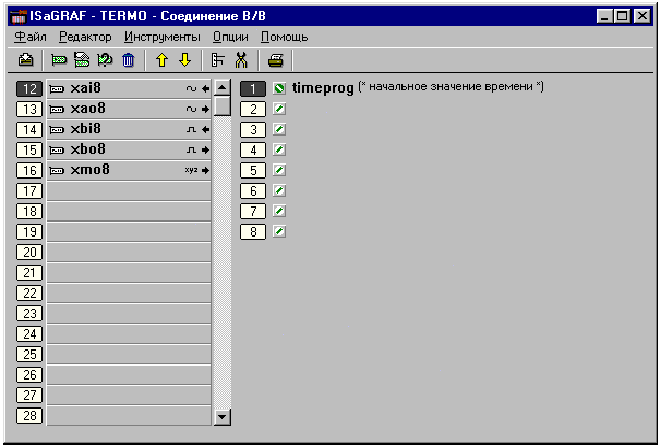 ISaGRAF - TERMO - Соединение В/В
Файл Редактор Инструменты Опции Помощь
12 xai8
13 xao8
14 xbi8
15 xbo8
16 xmo8 xyz
17
18
19
20
21
22
23
24
25
26
27
28
1 timeprog (* начальное значение времени *)
2
3
4
5
6
7
8